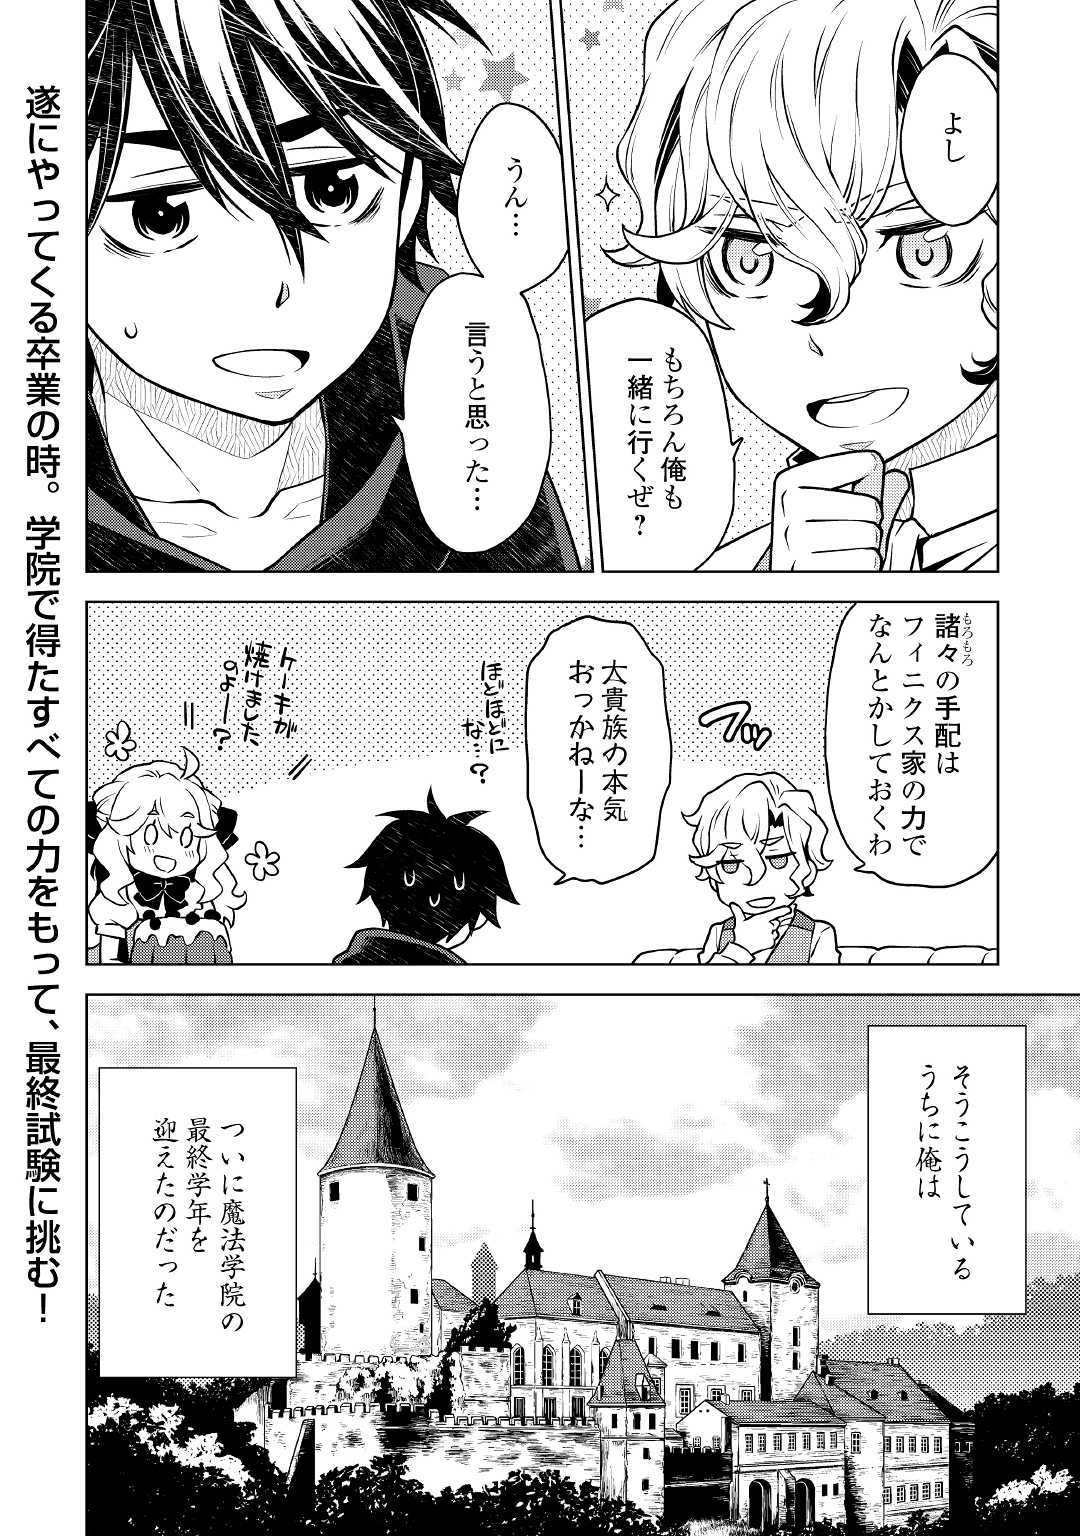 よし
もちろん俺も
一緒に行くぜ?
うん…
言うと思った…
諸々の手配は
もろもろ
フィニクス家の力で
なんとかしておくわ
フッ
大貴族の本気
おっかねーな…
ほどほどに
な…?
ケーキが
焼けました
のよー?
そうこうしている
うちに俺は
ついに魔法学院の
最終学年を
迎えたのだった
遂にやってくる卒業の時。学院で得たすべての力をもって、最終試験に挑む!